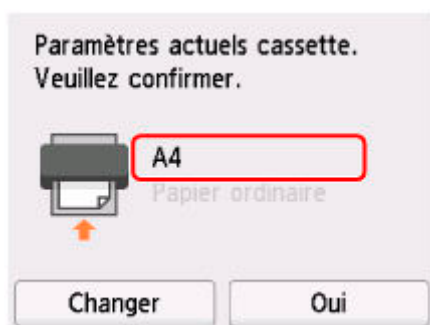 Paramètres actuels cassette.
Veuillez confirmer.
A4
Papier ordinaire
Changer
Oui